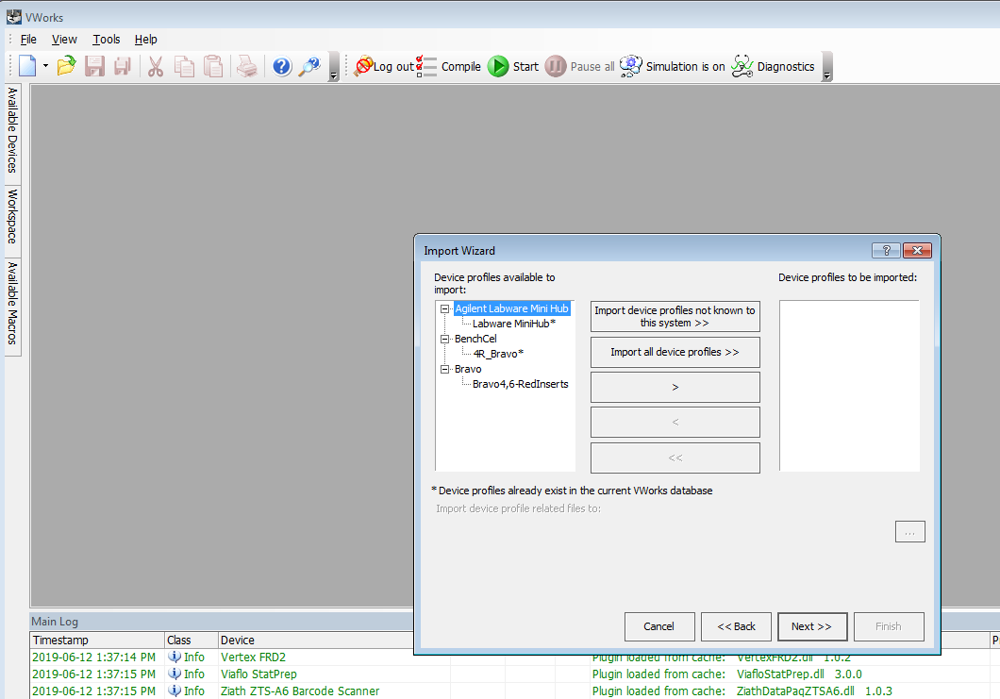 VWorks
File View Tools Help
Log out Compile Start Pause all Simulation is on Diagnostics
Available Devices
Workspace
Available Macros
Import Wizard
Device profiles available to
import:
Device profiles to be imported:
Agilent Labware Mini Hub
Labware MiniHub*
BenchCel
4R_Bravo*
Bravo
Bravo4,6-RedInserts
Import device profiles not known to
this system >>
Import all device profiles >>
>
<
<<
* Device profiles already exist in the current VWorks database
Import device profile related files to:
...
Cancel << Back Next >> Finish
Main Log
Timestamp Class Device
2019-06-12 1:37:14 PM Info Vertex FRD2 Plugin loaded from cache: VertexFRD2.dll 1.0.2
2019-06-12 1:37:15 PM Info Viaflo StatPrep Plugin loaded from cache: ViafloStatPrep.dll 3.0.0
2019-06-12 1:37:15 PM Info Ziath ZTS-A6 Barcode Scanner Plugin loaded from cache: ZiathDataPaqZTSA6.dll 1.0.3